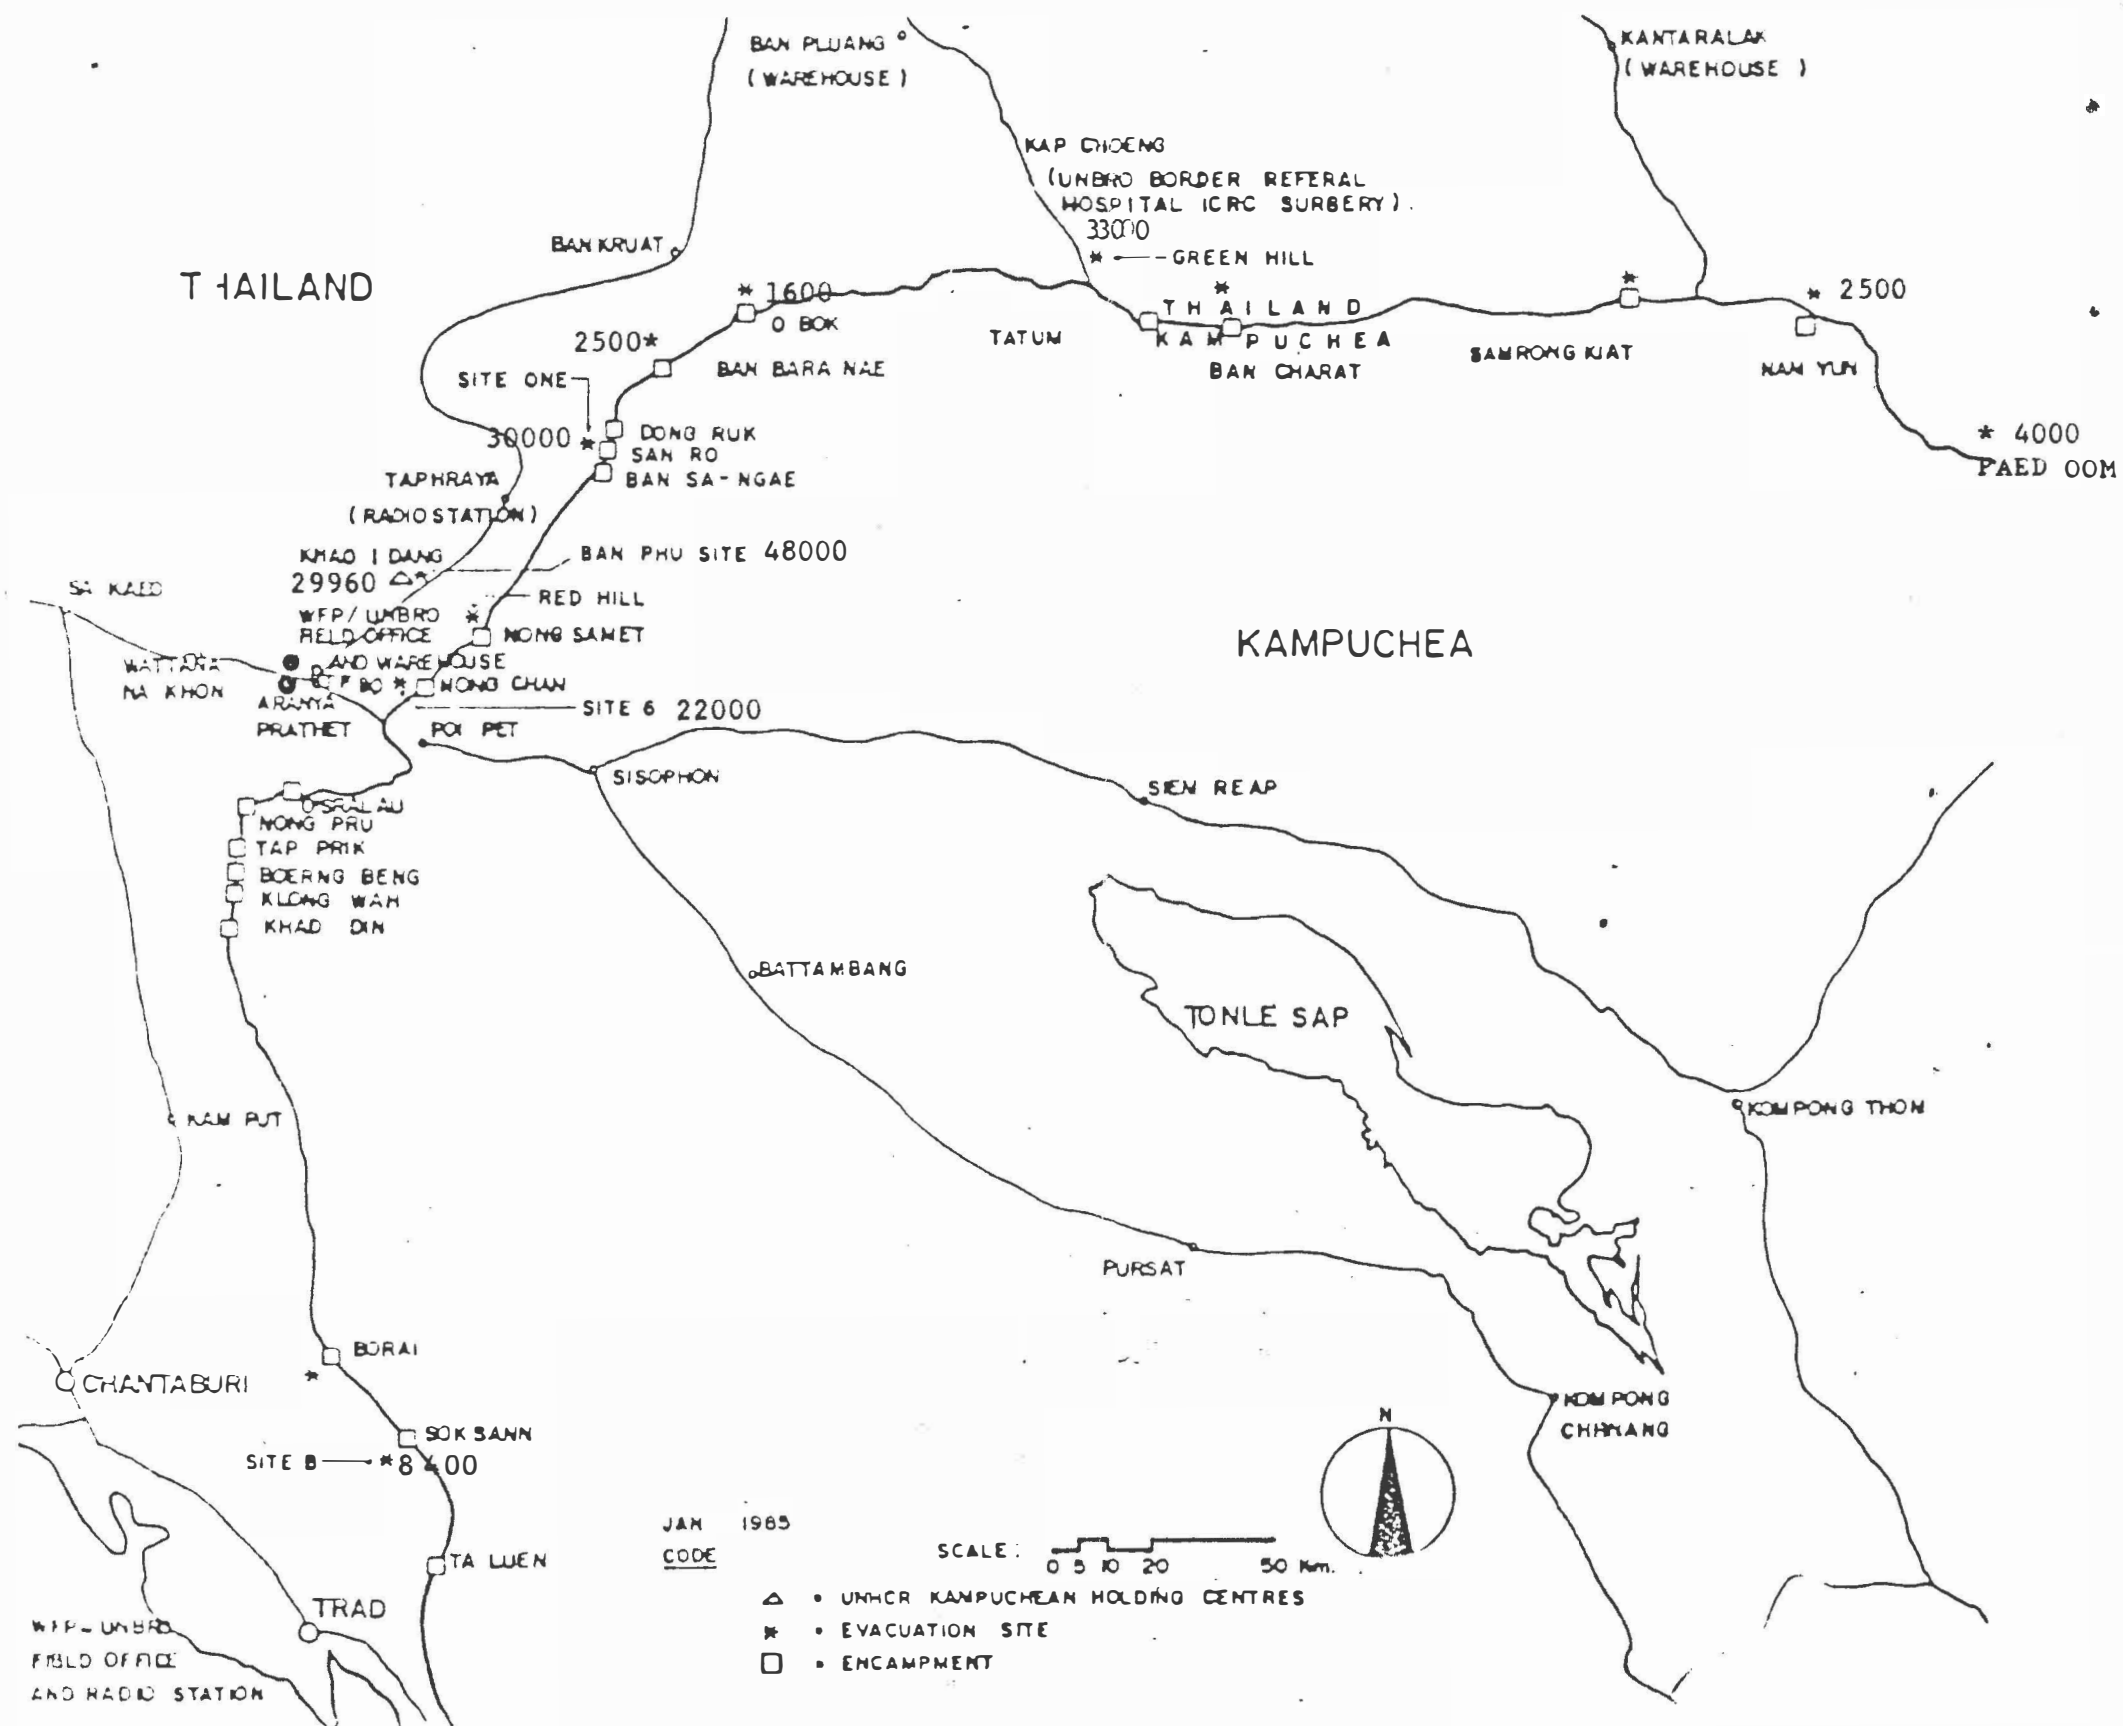 BAN PLUANG
(WAREHOUSE)
KANTARALAK
(WAREHOUSE)
KAP CHOENG
(UNBRO BORDER REFERAL
HOSPITAL ICRC SURBERY).
33000
GREEN HILL
BAN KRUAT
THAILAND
1600
O BOK
2500
BAN BARA NAE
TATUM
THAILAND
KAMPUCHEA
BAN CHARAT
SAMRONG KIAT
2500
NAM YUN
4000
PAED OOM
SITE ONE
30000
DONG RUK
SAN RO
BAN SA-NGAE
TAPHRAYA
(RADIO STATION)
KHAO I DANG
29960
BAN PHU SITE 48000
RED HILL
SA KAEO
WFP/UNBRO
FIELD OFFICE
AND WAREHOUSE
NONG SAMET
KAMPUCHEA
WATTANA
NA KHON
NONG CHAN
ARANYA
PRATHET
SITE 6 22000
POI PET
SISOPHON
SIEM REAP
O SRALAU
NONG PRU
TAP PRIK
BOERNG BENG
KLONG WAH
KHAO DIN
BATTAMBANG
TONLE SAP
KAM PUT
KOMPONG THOM
PURSAT
BORAI
CHANTABURI
KOMPONG
CHHNANG
N
SOK SANN
SITE B
8400
JAN 1985
CODE
SCALE:
0 5 10 20 50 Km.
TA LUEN
TRAD
UNHCR KAMPUCHEAN HOLDING CENTRES
EVACUATION SITE
ENCAMPMENT
WFP-UNBRO
FIELD OFFICE
AND RADIO STATION